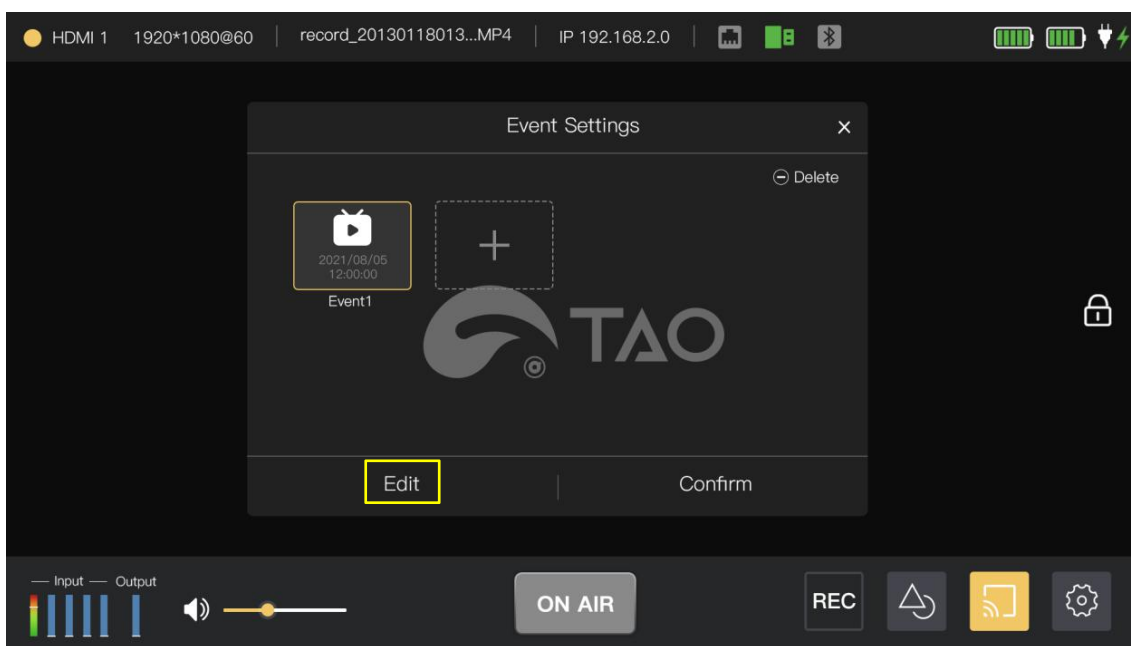 HDMI 1 1920*1080@60 record_20130118013...MP4 IP 192.168.2.0
Event Settings
Delete
2021/08/05
12:00:00
Event1
TAO
Edit Confirm
Input Output
ON AIR
REC